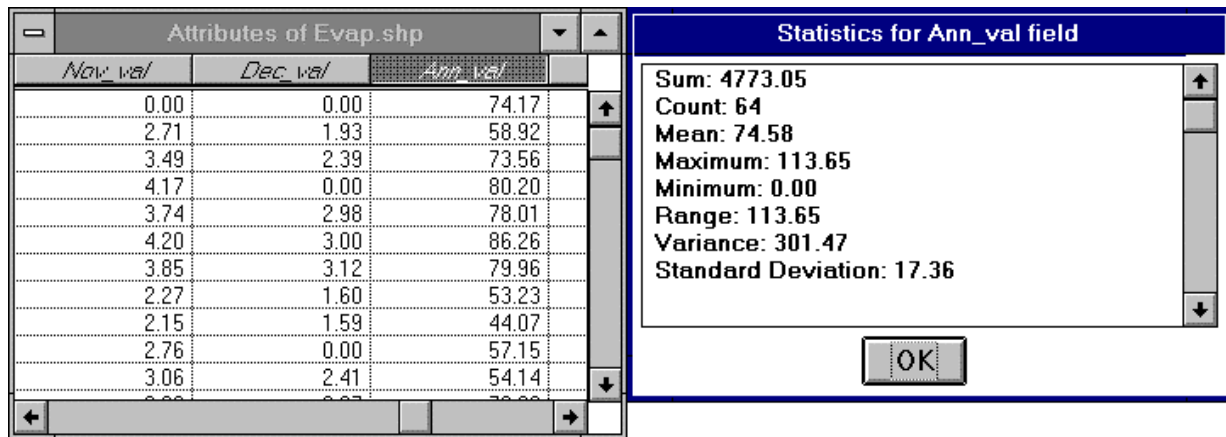 Attributes of Evap.shp
Nov_val Dec_val Ann_val
0.00 0.00 74.17
2.71 1.93 58.92
3.49 2.39 73.56
4.17 0.00 80.20
3.74 2.98 78.01
4.20 3.00 86.26
3.85 3.12 79.96
2.27 1.60 53.23
2.15 1.59 44.07
2.76 0.00 57.15
3.06 2.41 54.14
Statistics for Ann_val field
Sum: 4773.05
Count: 64
Mean: 74.58
Maximum: 113.65
Minimum: 0.00
Range: 113.65
Variance: 301.47
Standard Deviation: 17.36
OK